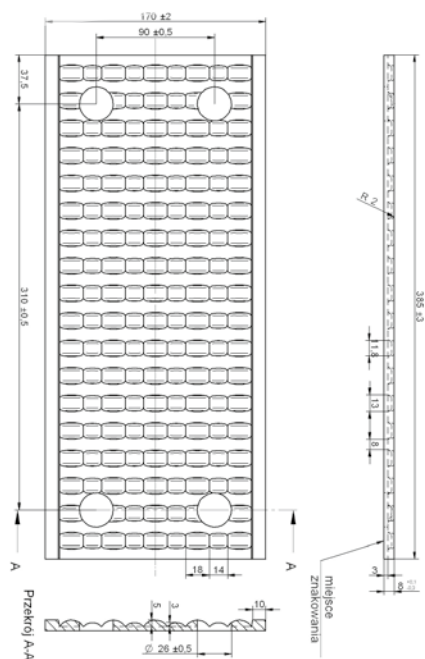 170 ±2
90 ±0,5
37,5
310 ±0,5
R 2
385 ±3
11,8
13
8
3
8
A
A
miejsce
znakowania
18
14
Przekrój A-A
5
3
10
Ø 26 ±0,5